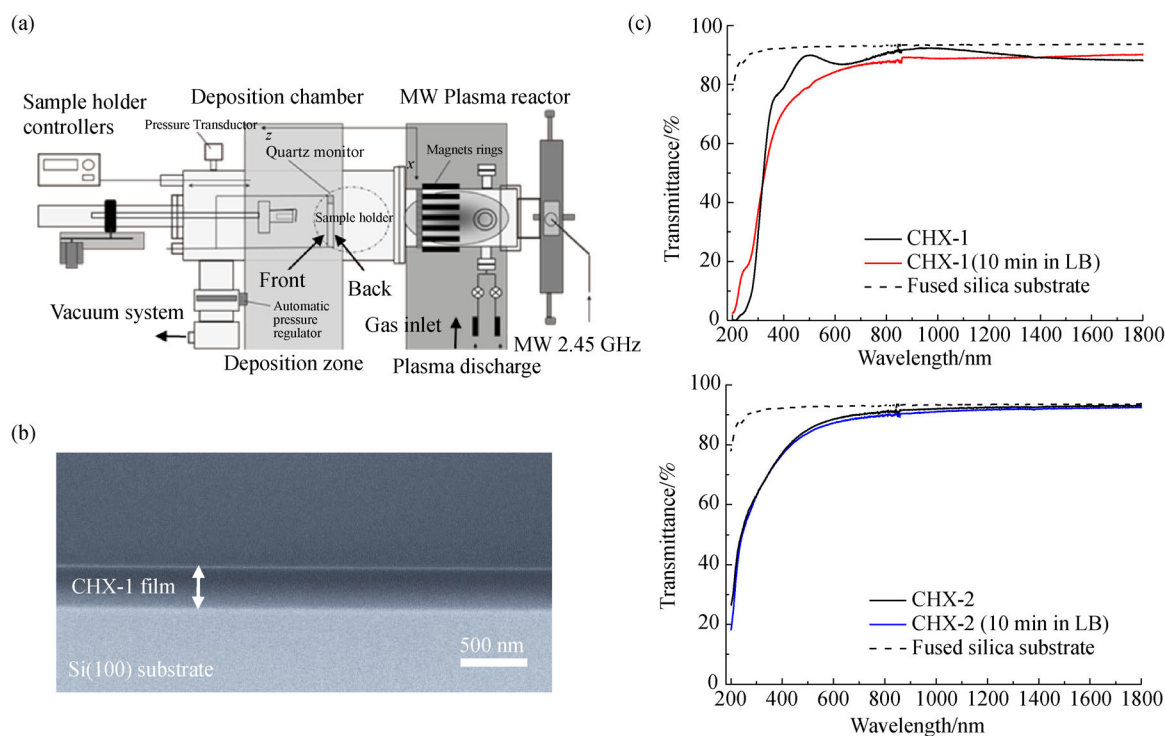 (a)
Sample holder
controllers
Deposition chamber
MW Plasma reactor
Pressure Transductor
z
x
Quartz monitor
Magnets rings
Sample holder
Front
Back
Vacuum system
Automatic
pressure
regulator
Gas inlet
MW 2.45 GHz
Deposition zone
Plasma discharge
(b)
CHX-1 film
500 nm
Si(100) substrate
(c)
100
80
60
40
20
0
Transmittance/%
CHX-1
CHX-1 (10 min in LB)
Fused silica substrate
200 400 600 800 1000 1200 1400 1600 1800
Wavelength/nm
100
80
60
40
20
0
Transmittance/%
CHX-2
CHX-2 (10 min in LB)
Fused silica substrate
200 400 600 800 1000 1200 1400 1600 1800
Wavelength/nm